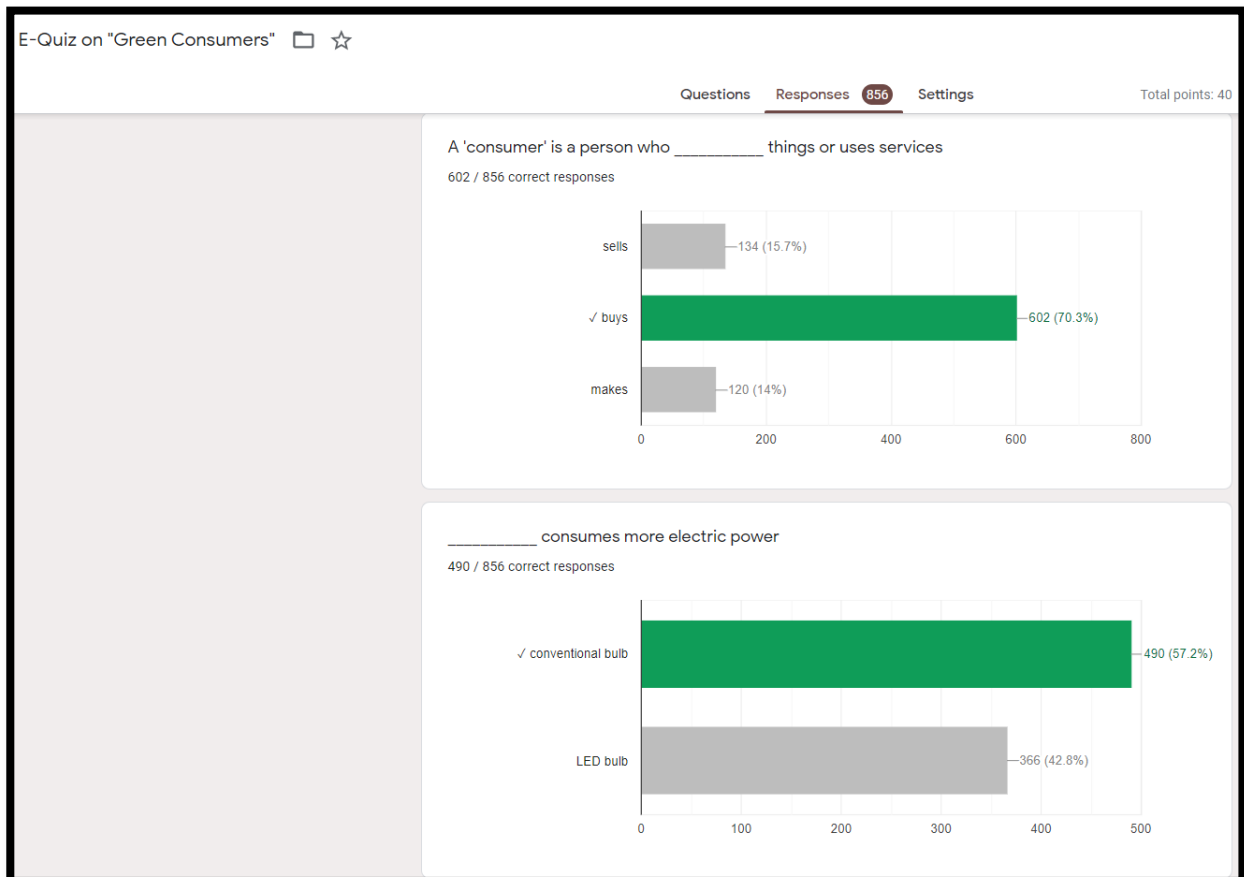 E-Quiz on "Green Consumers"
Questions Responses 856 Settings Total points: 40
A 'consumer' is a person who ___________ things or uses services
602 / 856 correct responses
sells 134 (15.7%)
✓ buys 602 (70.3%)
makes 120 (14%)
0 200 400 600 800
___________ consumes more electric power
490 / 856 correct responses
✓ conventional bulb 490 (57.2%)
LED bulb 366 (42.8%)
0 100 200 300 400 500